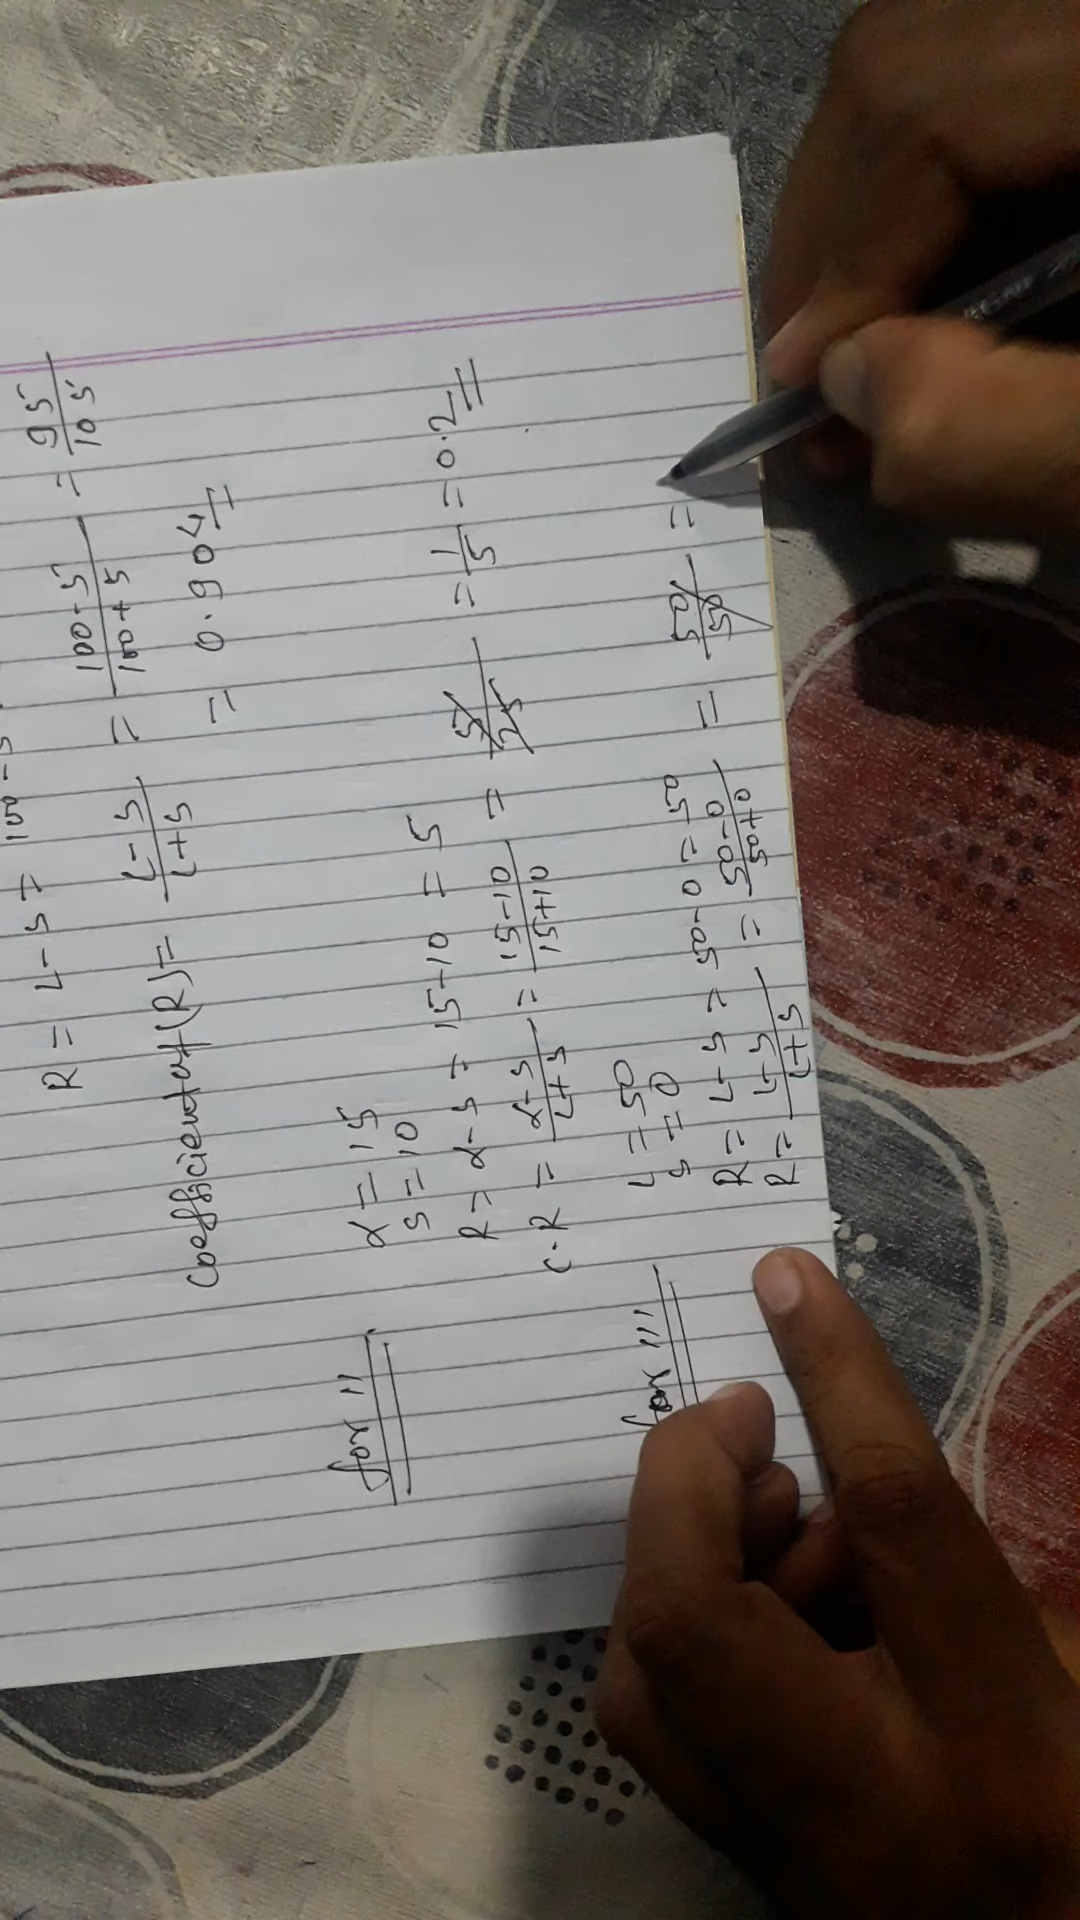 R = L - S = 100 - 5
Coefficient of (R) = L-S/L+S = 100-5/100+5 = 95/105
= 0.904
for II
L = 15
S = 10
R = L - S = 15-10 = 5
C.R = L-S/L+S = 15-10/15+10 = 5/25 = 1/5 = 0.2
for III
L = 50
S = 0
R = L - S = 50-0 = 50
R = L-S/L+S = 50-0/50+0 = 50/50 =